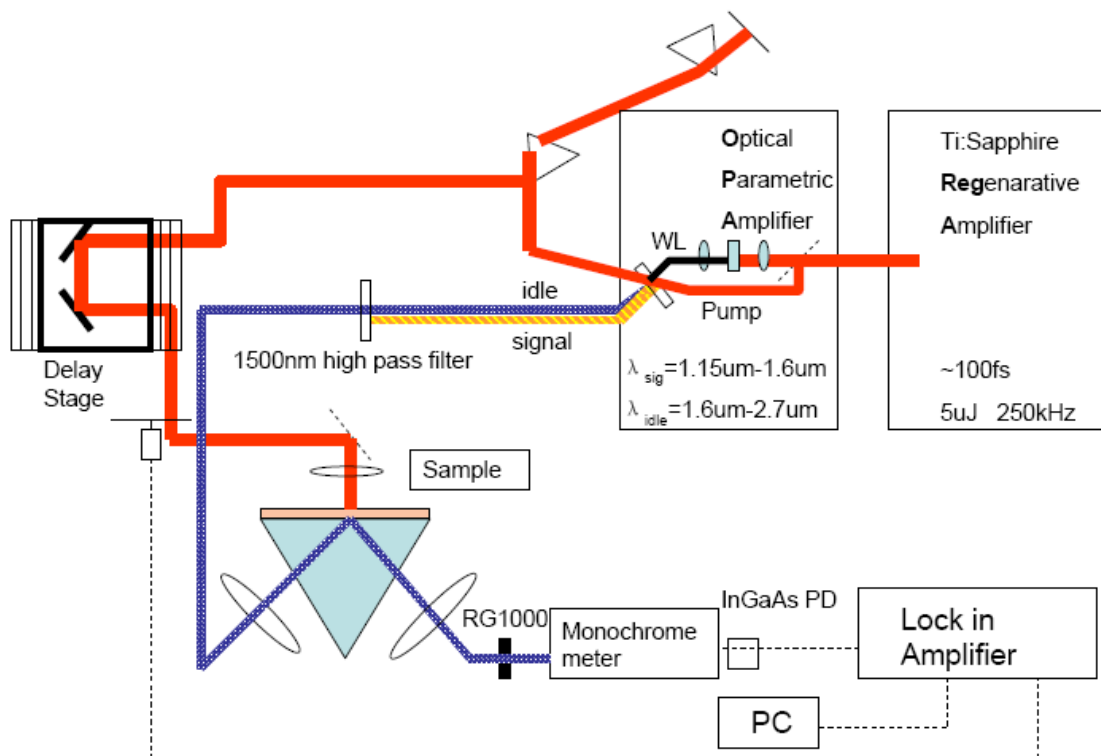 Optical
Parametric
Amplifier
Ti:Sapphire
Regenarative
Amplifier
WL
Pump
idle
signal
1500nm high pass filter
Delay
Stage
λ sig=1.15um-1.6um
λ idle=1.6um-2.7um
~100fs
5uJ 250kHz
Sample
RG1000
Monochrome
meter
InGaAs PD
Lock in
Amplifier
PC